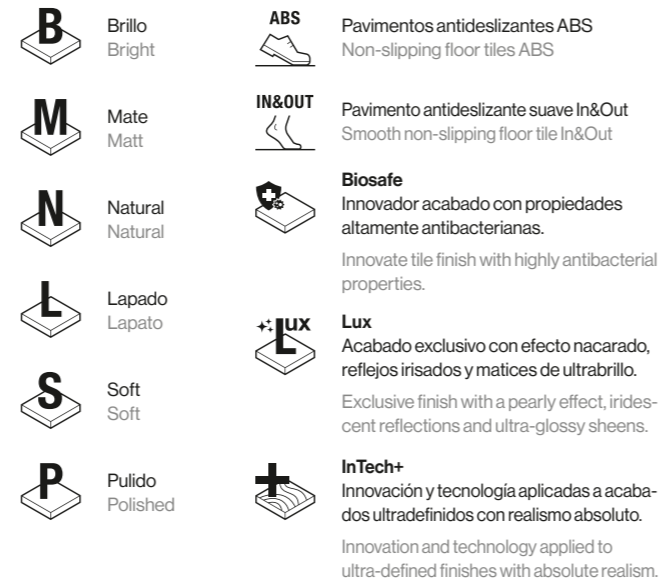 B
Brillo
Bright
M
Mate
Matt
N
Natural
Natural
L
Lapado
Lapato
S
Soft
Soft
P
Pulido
Polished
ABS
Pavimentos antideslizantes ABS
Non-slipping floor tiles ABS
IN&OUT
Pavimento antideslizante suave In&Out
Smooth non-slipping floor tile In&Out
Biosafe
Innovador acabado con propiedades
altamente antibacterianas.
Innovate tile finish with highly antibacterial
properties.
Lux
Lux
Acabado exclusivo con efecto nacarado,
reflejos irisados y matices de ultrabrillo.
Exclusive finish with a pearly effect, irides-
cent reflections and ultra-glossy sheens.
InTech+
Innovación y tecnología aplicadas a acaba-
dos ultradefinidos con realismo absoluto.
Innovation and technology applied to
ultra-defined finishes with absolute realism.